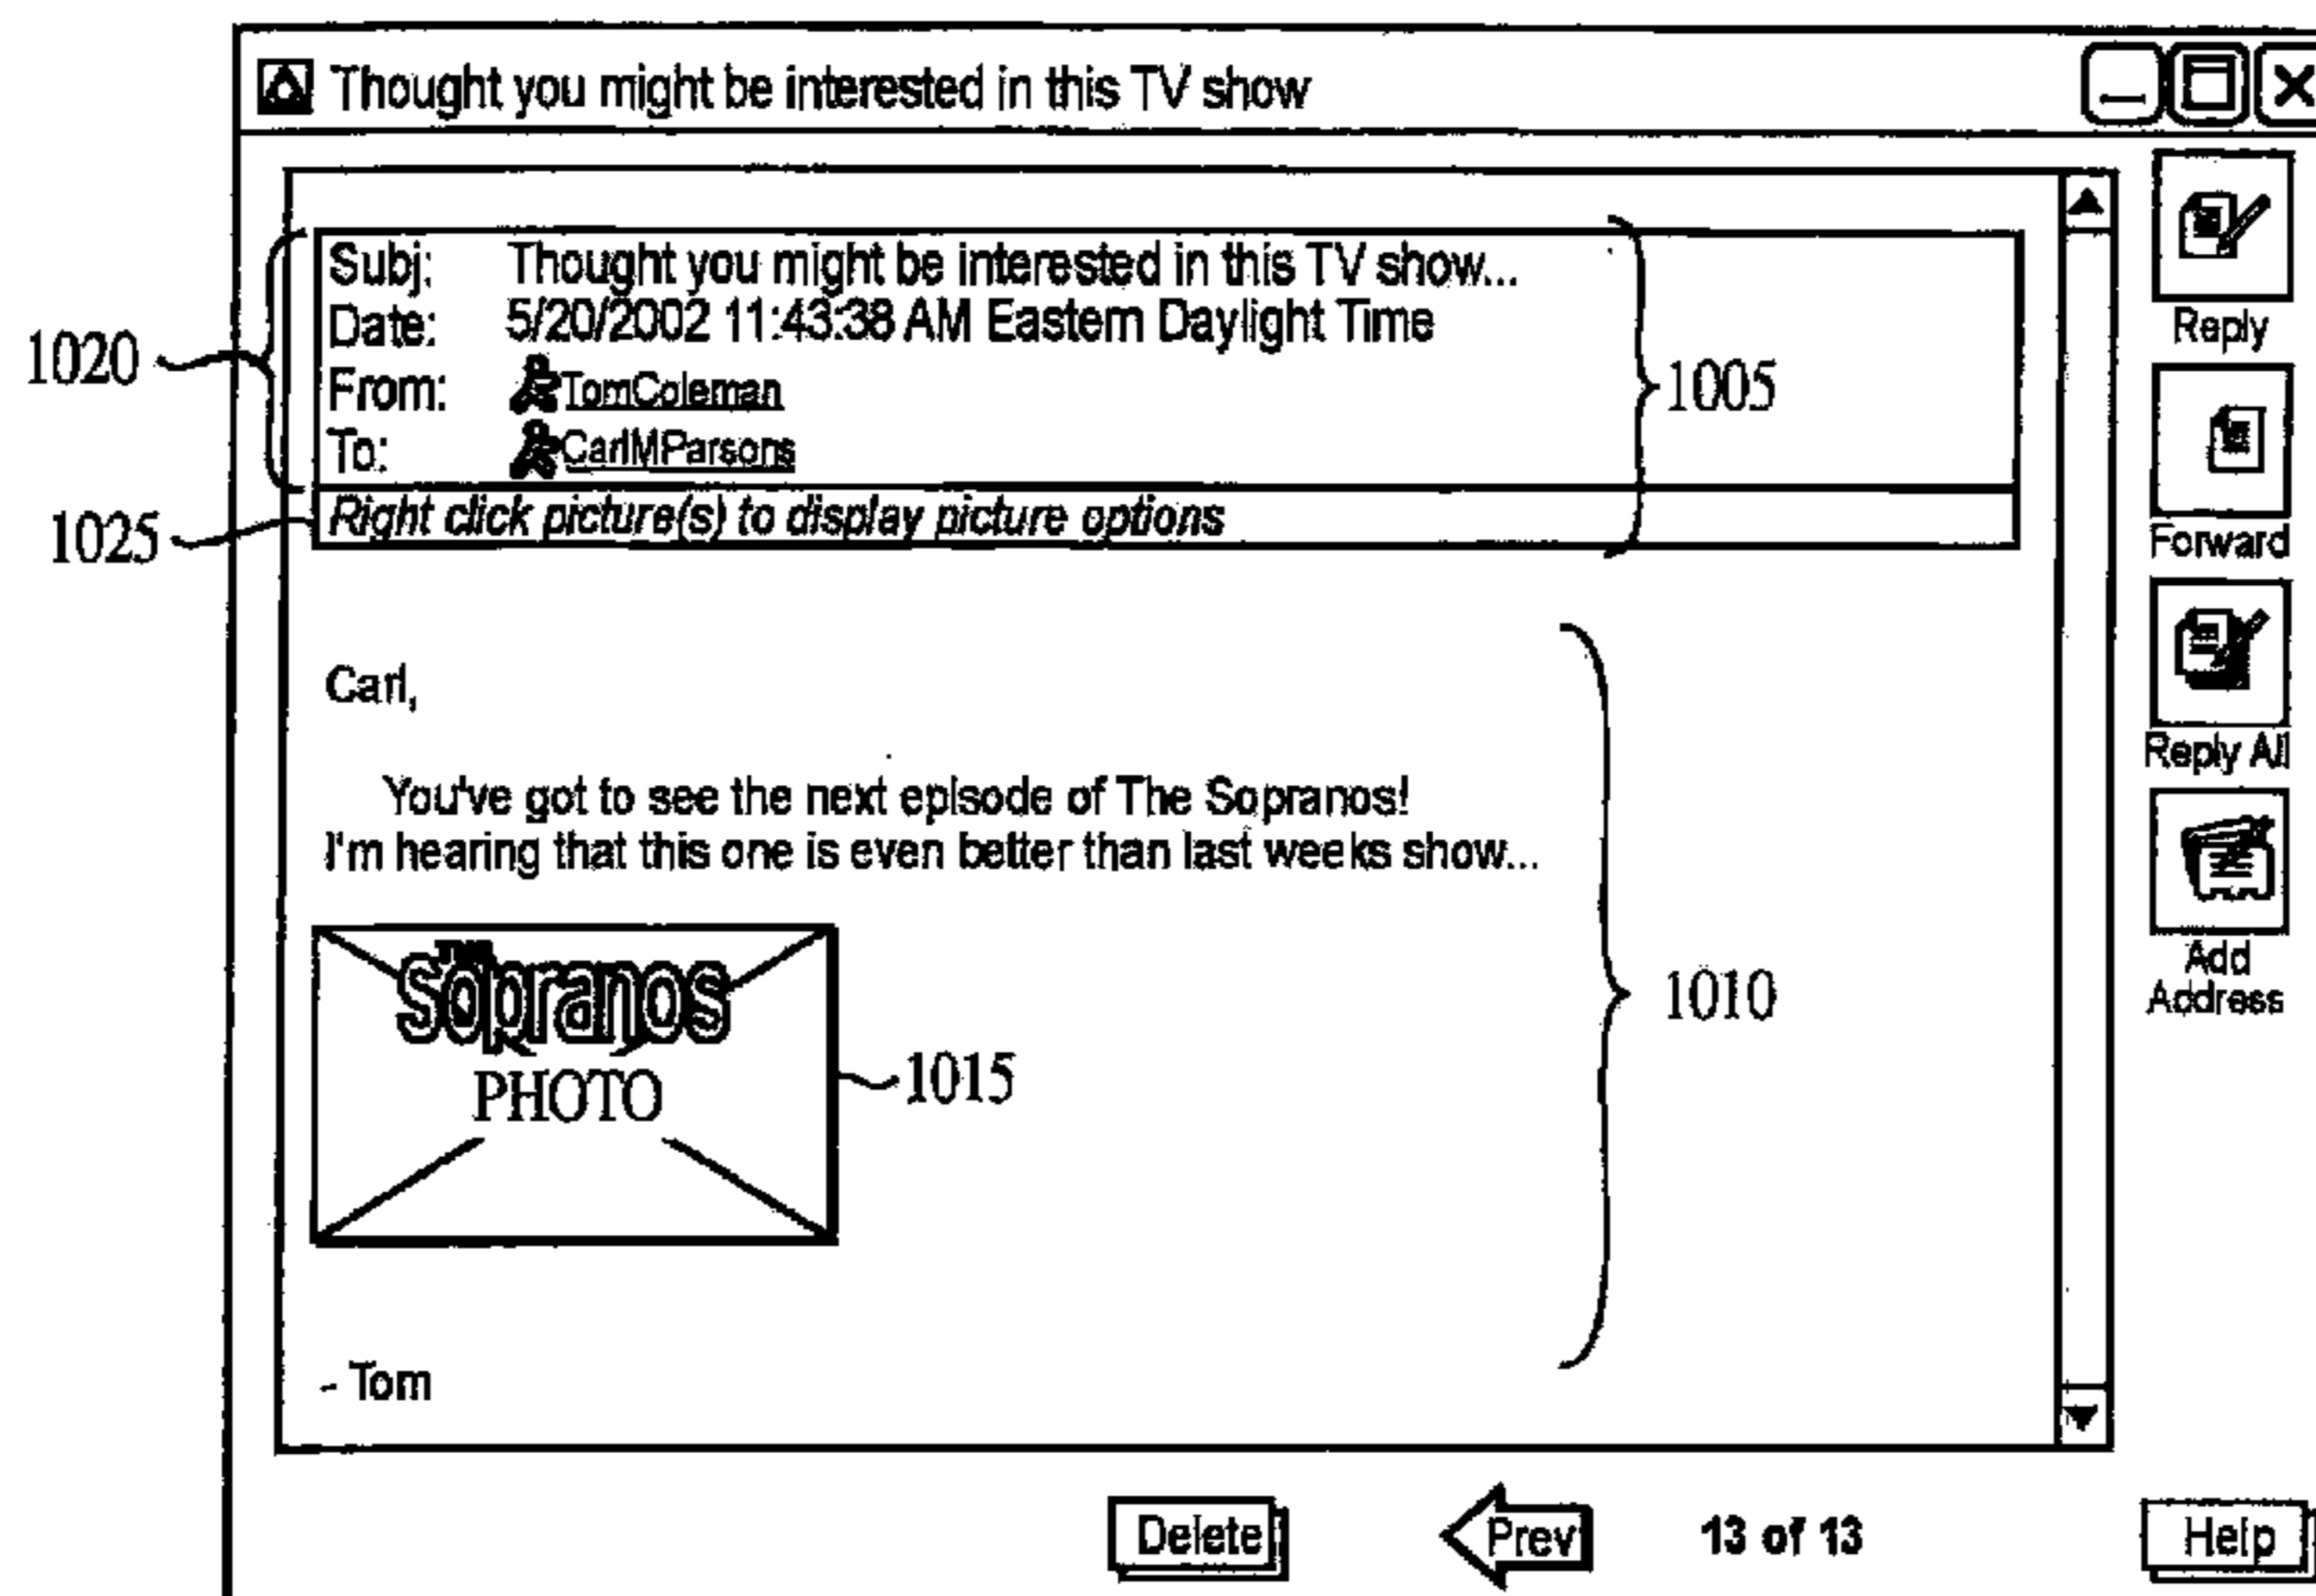 Thought you might be interested in this TV show
Subj: Thought you might be interested in this TV show...
Date: 5/20/2002 11:43:38 AM Eastern Daylight Time
From: TomColeman
To: CarlMParsons
Right click picture(s) to display picture options
1020
1025
1005
Reply
Forward
Reply All
Add
Address
Carl,
You've got to see the next episode of The Sopranos!
I'm hearing that this one is even better than last weeks show...
1010
THE
Sopranos
PHOTO
1015
- Tom
Delete
Prev
13 of 13
Help